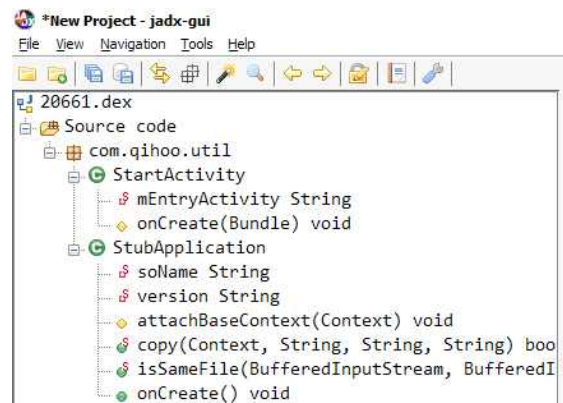 *New Project - jadx-gui
File View Navigation Tools Help
20661.dex
Source code
com.qihoo.util
StartActivity
mEntryActivity String
onCreate(Bundle) void
StubApplication
soName String
version String
attachBaseContext(Context) void
copy(Context, String, String, String) boo
isSameFile(BufferedInputStream, BufferedI
onCreate() void